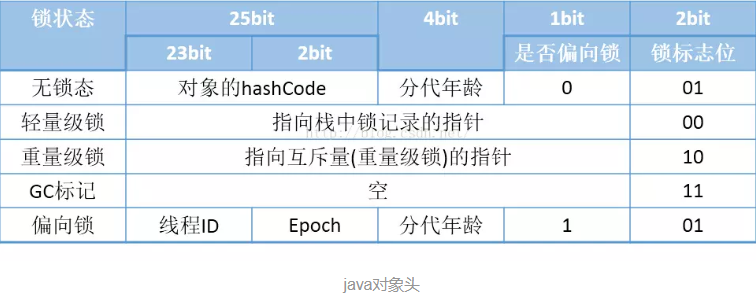 锁状态 25bit 4bit 1bit 2bit
23bit 2bit 是否偏向锁 锁标志位
无锁态 对象的hashCode 分代年龄 0 01
轻量级锁 指向栈中锁记录的指针 00
重量级锁 指向互斥量(重量级锁)的指针 10
GC标记 空 11
偏向锁 线程ID Epoch 分代年龄 1 01
java对象头